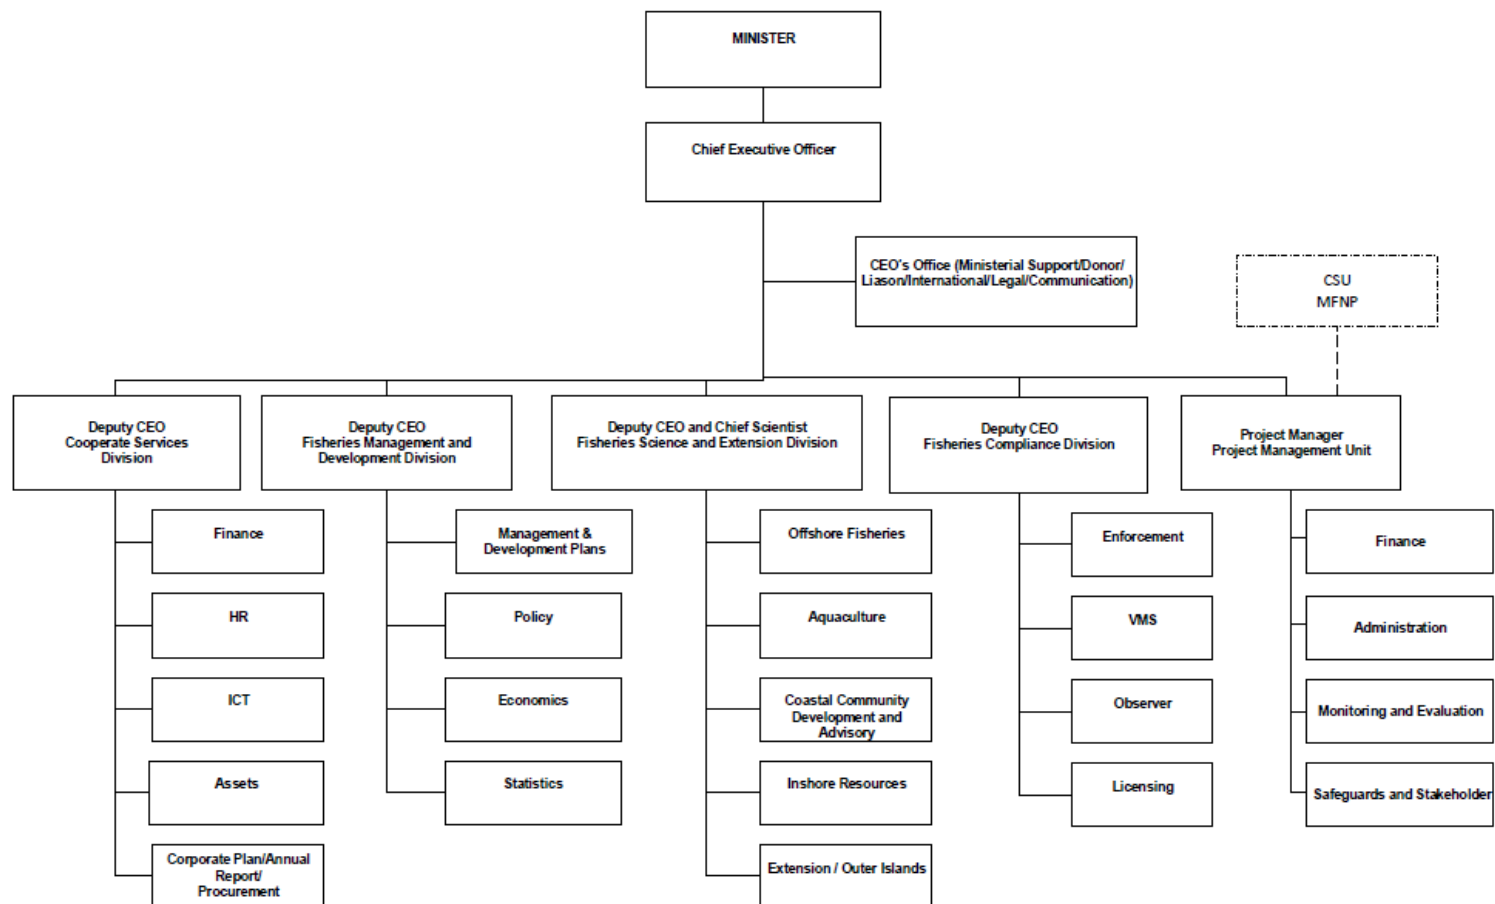 MINISTER
Chief Executive Officer
CEO's Office (Ministerial Support/Donor/
Liason/International/Legal/Communication)
CSU
MFNP
Deputy CEO
Cooperate Services
Division
Deputy CEO
Fisheries Management and
Development Division
Deputy CEO and Chief Scientist
Fisheries Science and Extension Division
Deputy CEO
Fisheries Compliance Division
Project Manager
Project Management Unit
Finance
HR
ICT
Assets
Corporate Plan/Annual
Report/
Procurement
Management &
Development Plans
Policy
Economics
Statistics
Offshore Fisheries
Aquaculture
Coastal Community
Development and
Advisory
Inshore Resources
Extension / Outer Islands
Enforcement
VMS
Observer
Licensing
Finance
Administration
Monitoring and Evaluation
Safeguards and Stakeholder